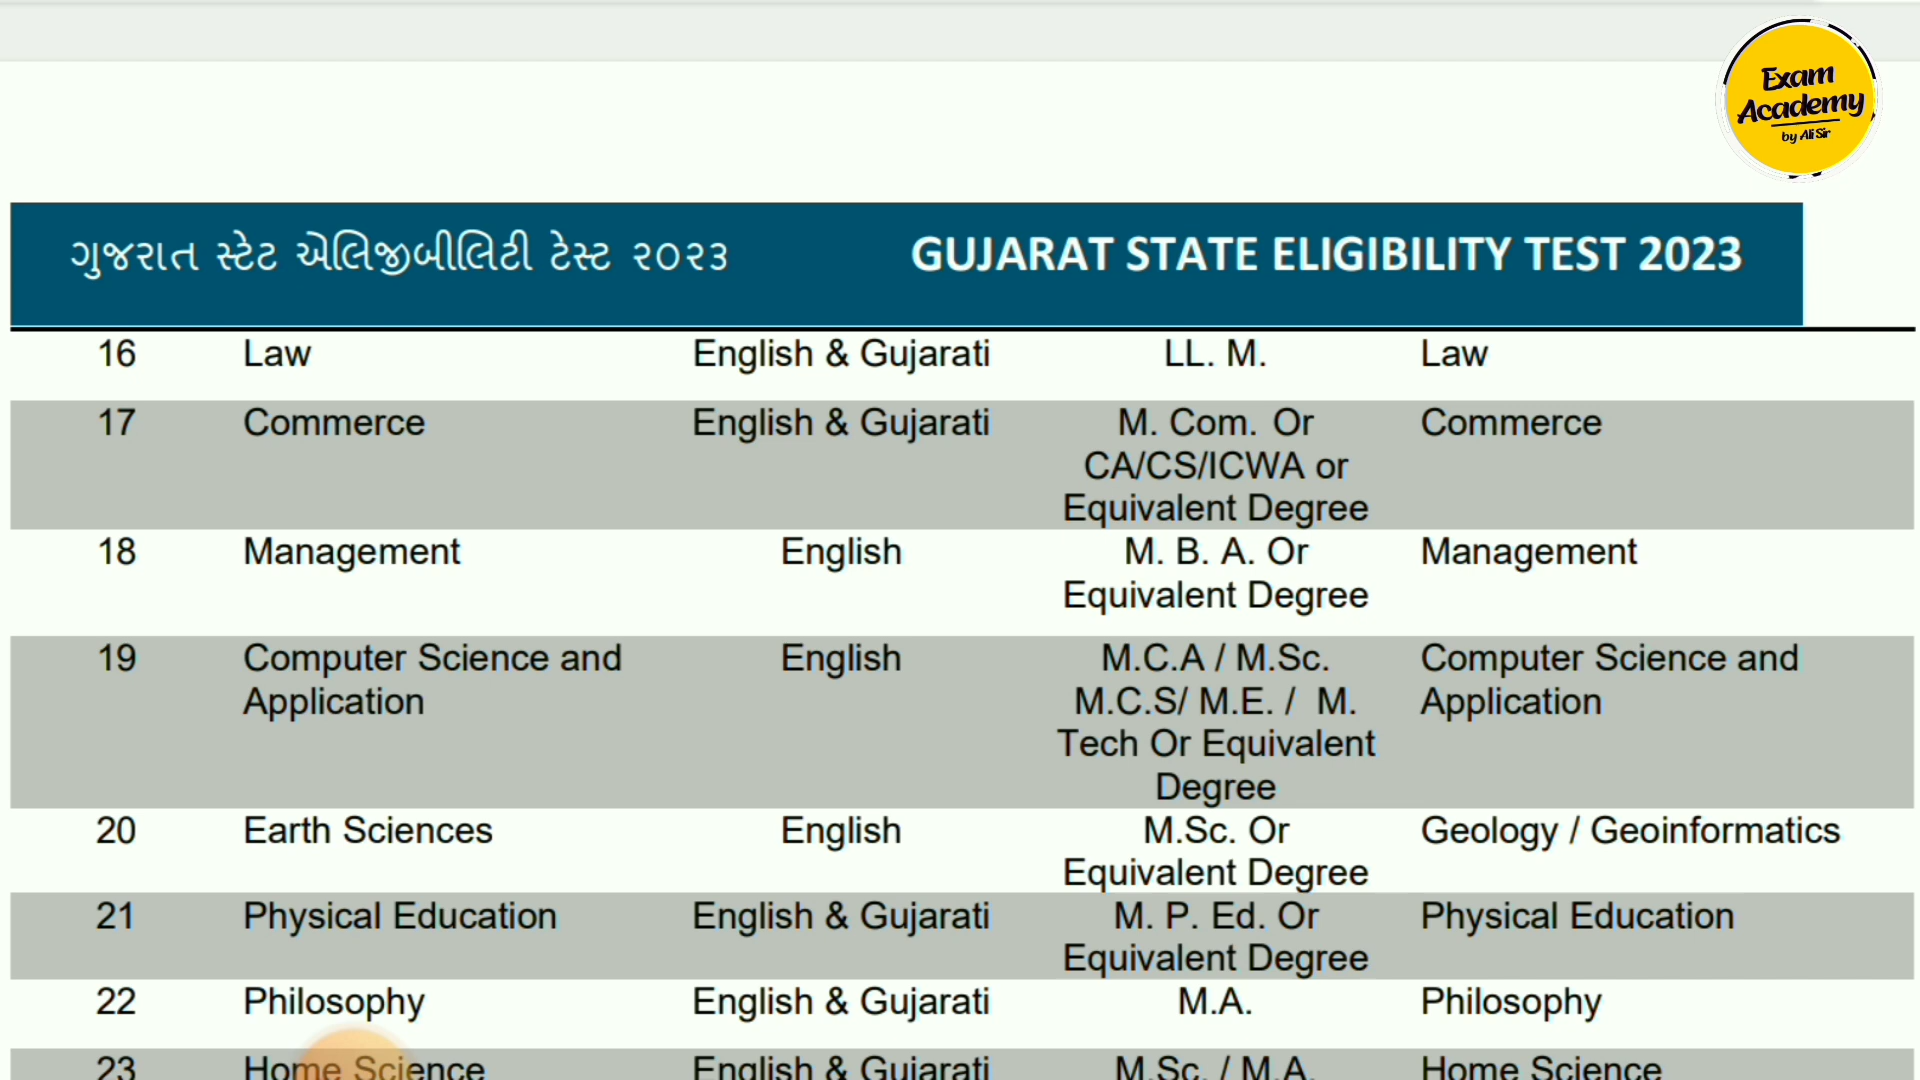 Exam
Academy
by Ali Sir
ગુજરાત સ્ટેટ એલિજીબીલિટી ટેસ્ટ ૨૦૨૩ GUJARAT STATE ELIGIBILITY TEST 2023
16 Law English & Gujarati LL. M. Law
17 Commerce English & Gujarati M. Com. Or Commerce
CA/CS/ICWA or
Equivalent Degree
18 Management English M. B. A. Or Management
Equivalent Degree
19 Computer Science and English M.C.A / M.Sc. Computer Science and
Application M.C.S/ M.E. / M. Application
Tech Or Equivalent
Degree
20 Earth Sciences English M.Sc. Or Geology / Geoinformatics
Equivalent Degree
21 Physical Education English & Gujarati M. P. Ed. Or Physical Education
Equivalent Degree
22 Philosophy English & Gujarati M.A. Philosophy
23 Home Science English & Gujarati M.Sc. / M.A. Home Science